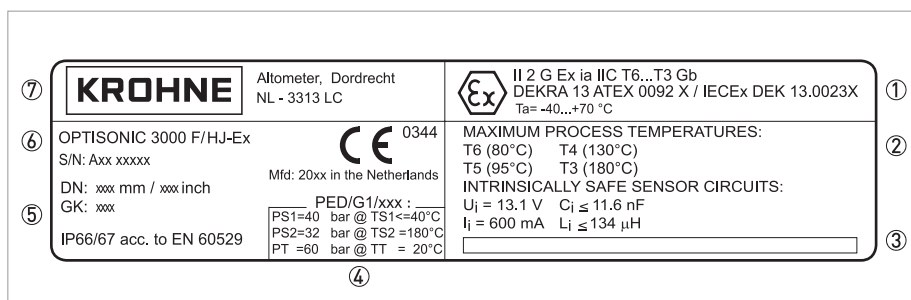 ⑦
KROHNE
Altometer, Dordrecht
NL - 3313 LC
Ex
II 2 G Ex ia IIC T6...T3 Gb
DEKRA 13 ATEX 0092 X / IECEx DEK 13.0023X
Ta= -40...+70 °C
①
⑥
OPTISONIC 3000 F/HJ-Ex
S/N: Axx xxxxx
CE 0344
Mfd: 20xx in the Netherlands
DN: xxx mm / xxx inch
GK: xxx
⑤
IP66/67 acc. to EN 60529
PED/G1/xxx :
PS1=40 bar @ TS1<=40°C
PS2=32 bar @ TS2 =180°C
PT =60 bar @ TT = 20°C
④
MAXIMUM PROCESS TEMPERATURES:
T6 (80°C) T4 (130°C)
T5 (95°C) T3 (180°C)
②
INTRINSICALLY SAFE SENSOR CIRCUITS:
Ui = 13.1 V Ci ≤ 11.6 nF
Ii = 600 mA Li ≤ 134 µH
③